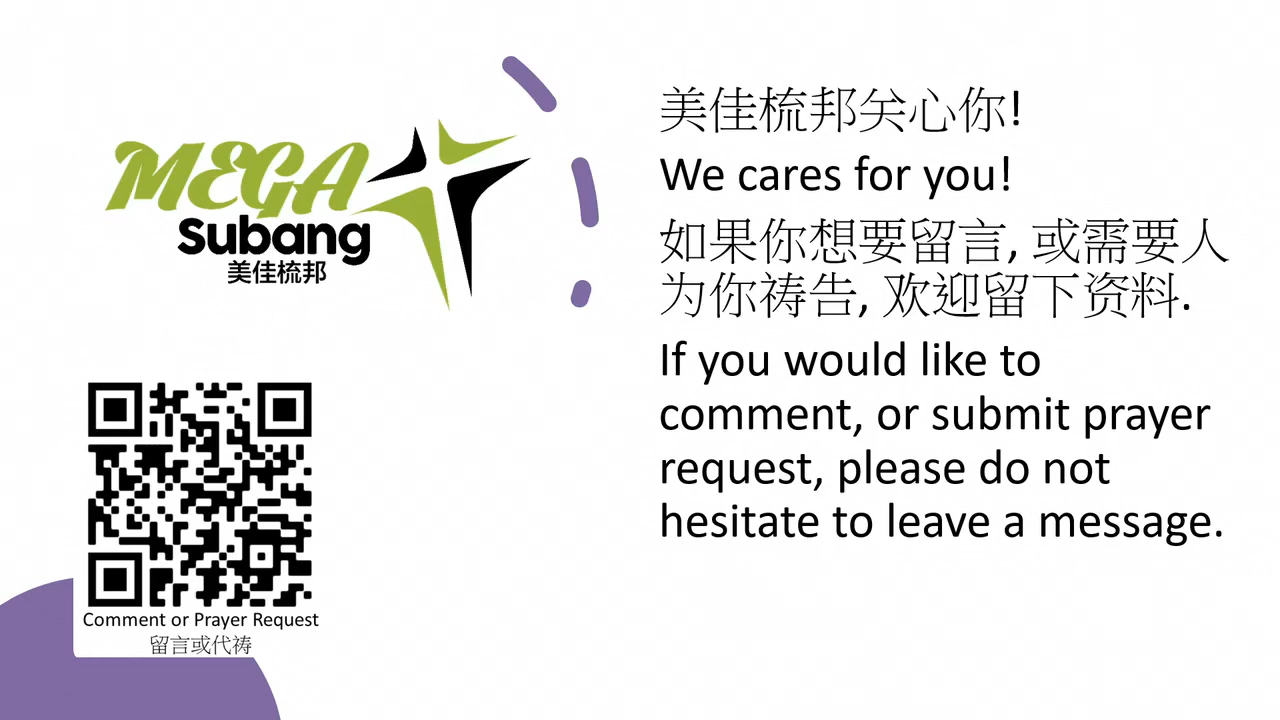 MEGA
Subang
美佳梳邦
美佳梳邦关心你!
We cares for you!
如果你想要留言, 或需要人
为你祷告, 欢迎留下资料.
If you would like to
comment, or submit prayer
request, please do not
hesitate to leave a message.
Comment or Prayer Request
留言或代祷